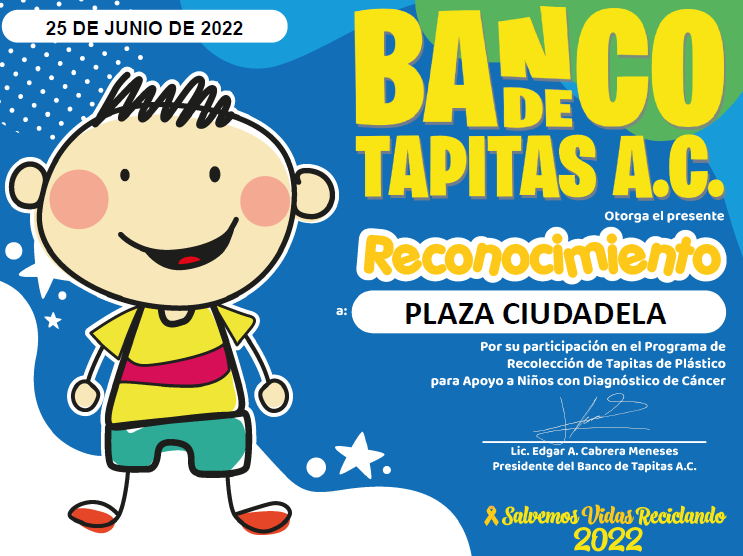 25 DE JUNIO DE 2022
BANCO
DE
TAPITAS A.C.
Otorga el presente
Reconocimiento
a:
PLAZA CIUDADELA
Por su participación en el Programa de
Recolección de Tapitas de Plástico
para Apoyo a Niños con Diagnóstico de Cáncer
Lic. Edgar A. Cabrera Meneses
Presidente del Banco de Tapitas A.C.
Salvemos Vidas Reciclando
2022